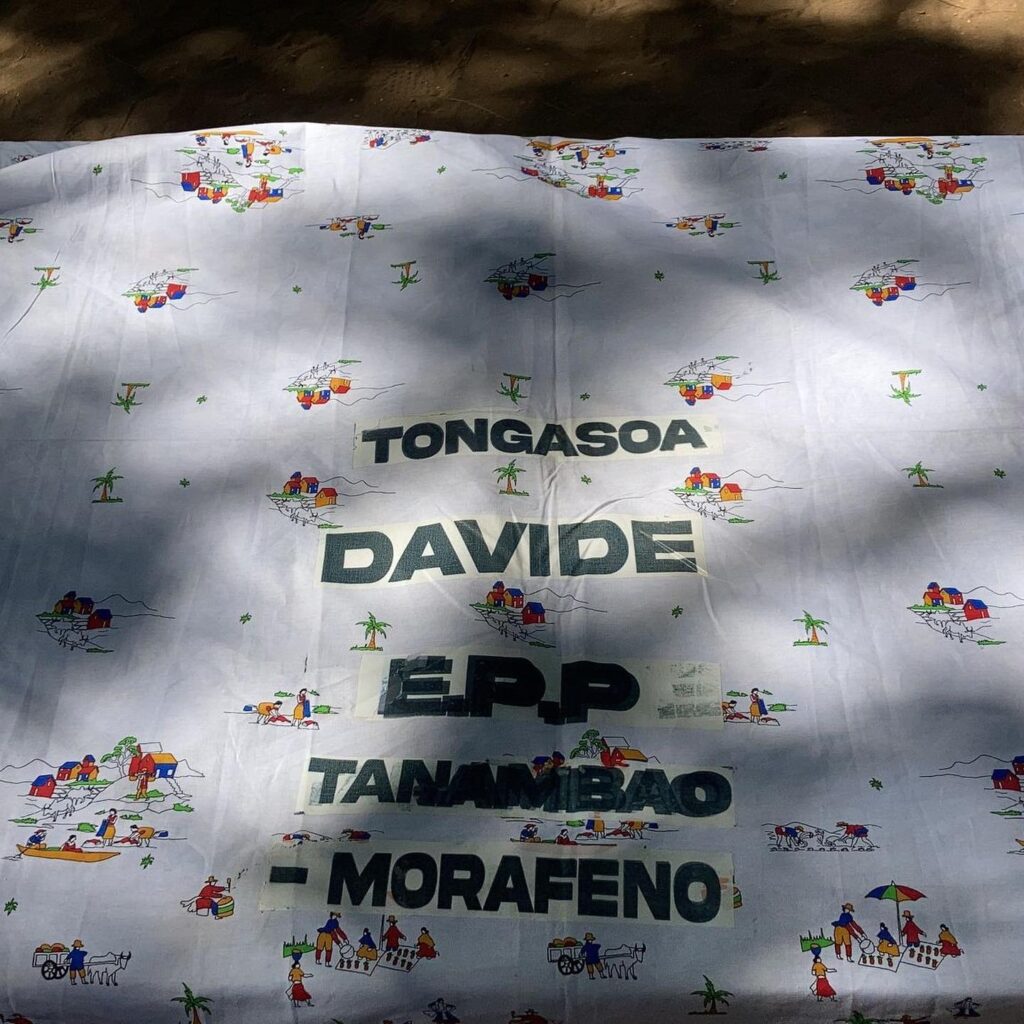 TONGASOA
DAVIDE
E.P.P
TANAMBAO
- MORAFENO